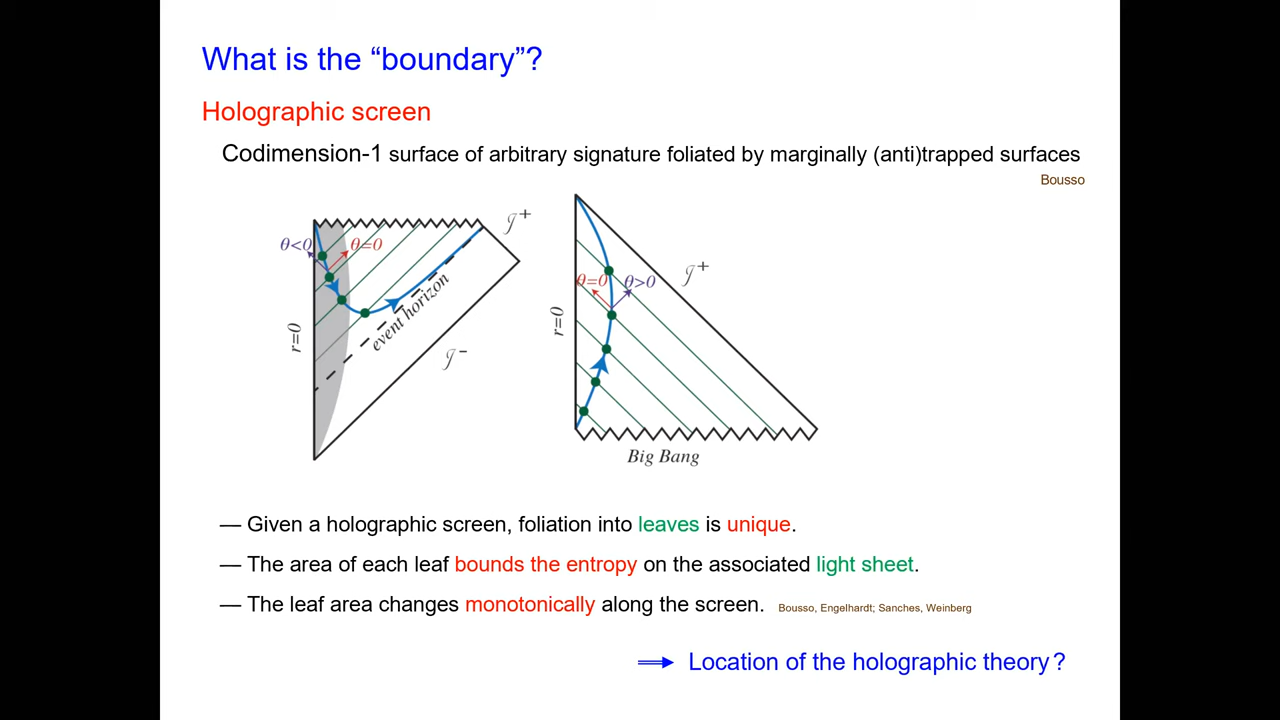 What is the “boundary”?
Holographic screen
Codimension-1 surface of arbitrary signature foliated by marginally (anti)trapped surfaces
Bousso
𝒥+
θ<0
θ=0
event horizon
r=0
𝒥−
θ=0
θ>0
𝒥+
r=0
Big Bang
— Given a holographic screen, foliation into leaves is unique.
— The area of each leaf bounds the entropy on the associated light sheet.
— The leaf area changes monotonically along the screen. Bousso, Engelhardt; Sanches, Weinberg
⟹ Location of the holographic theory?